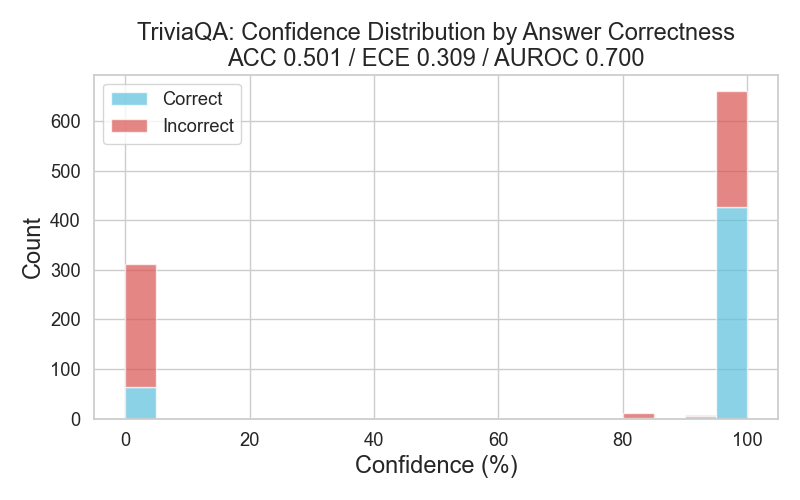 TriviaQA: Confidence Distribution by Answer Correctness
ACC 0.501 / ECE 0.309 / AUROC 0.700
Correct
Incorrect
600
500
400
300
200
100
0
Count
0 20 40 60 80 100
Confidence (%)